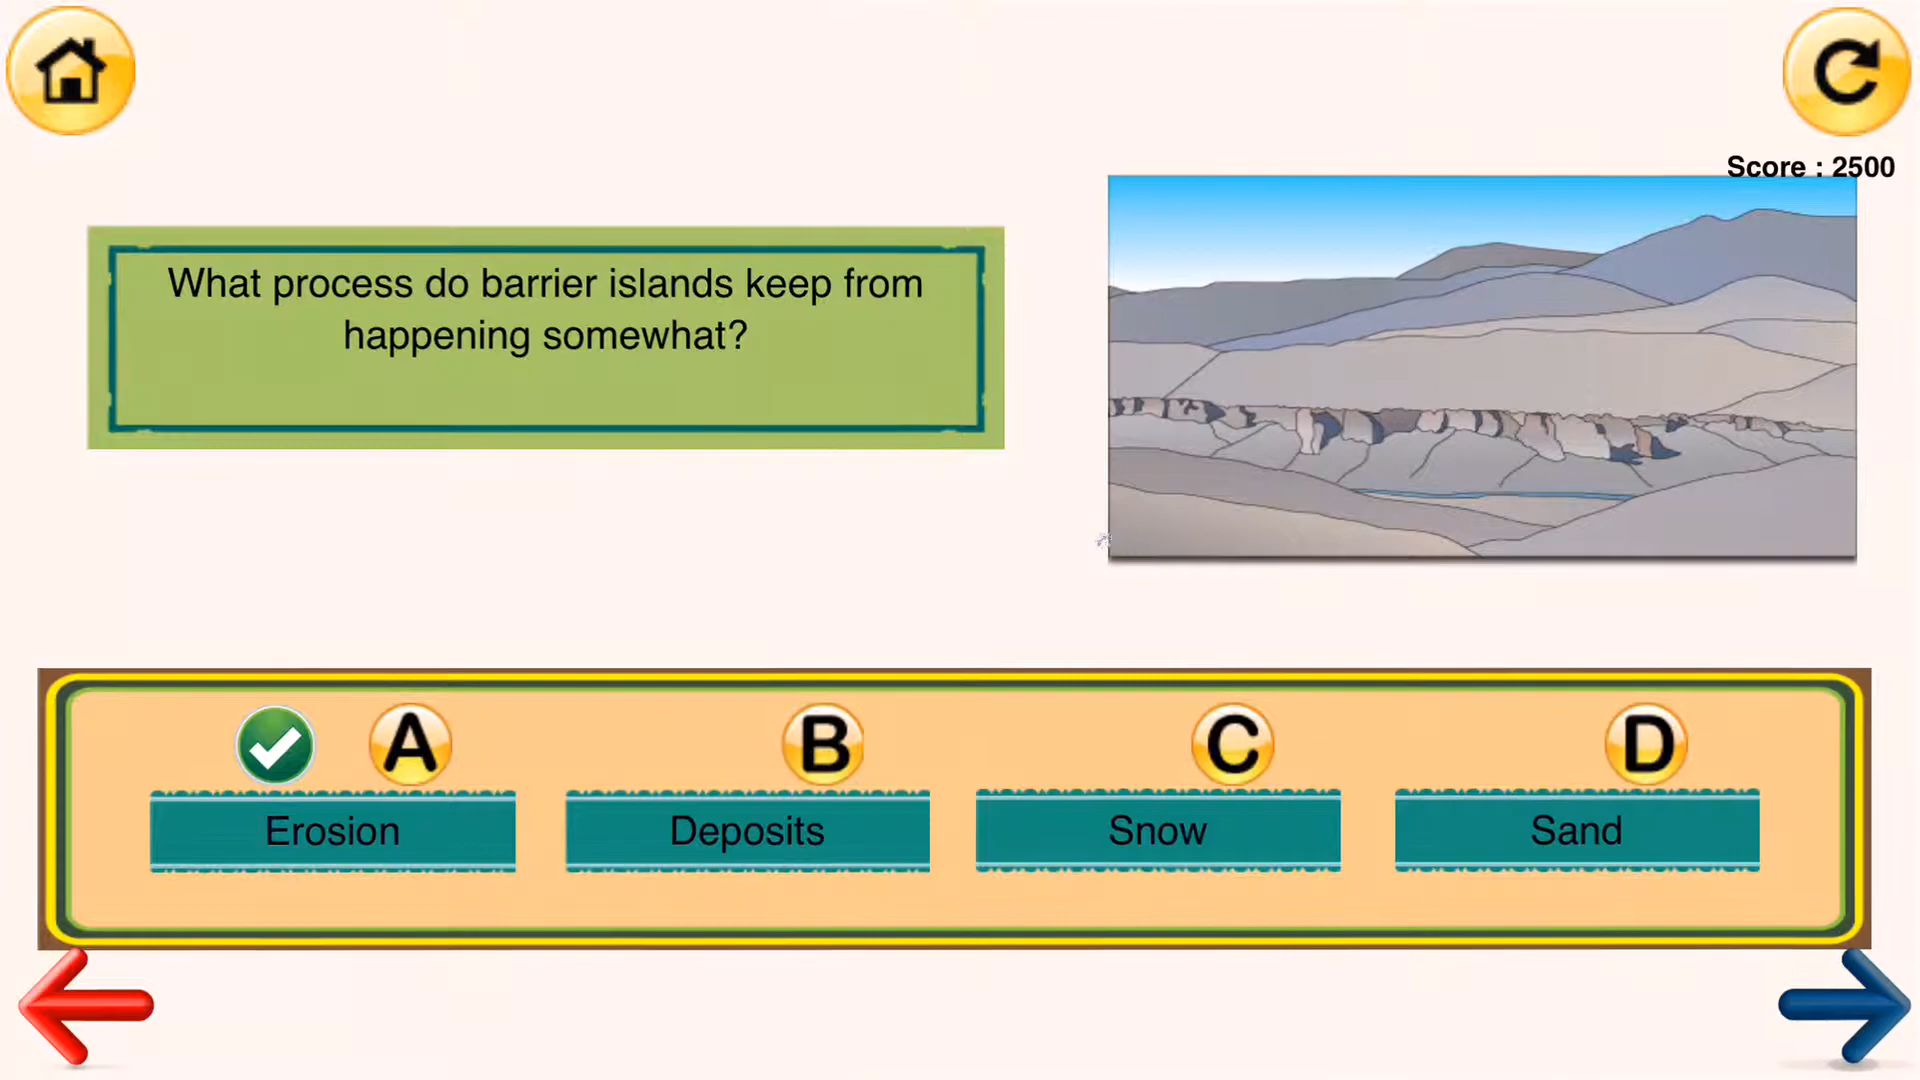 Score : 2500
What process do barrier islands keep from
happening somewhat?
A
B
C
D
Erosion
Deposits
Snow
Sand